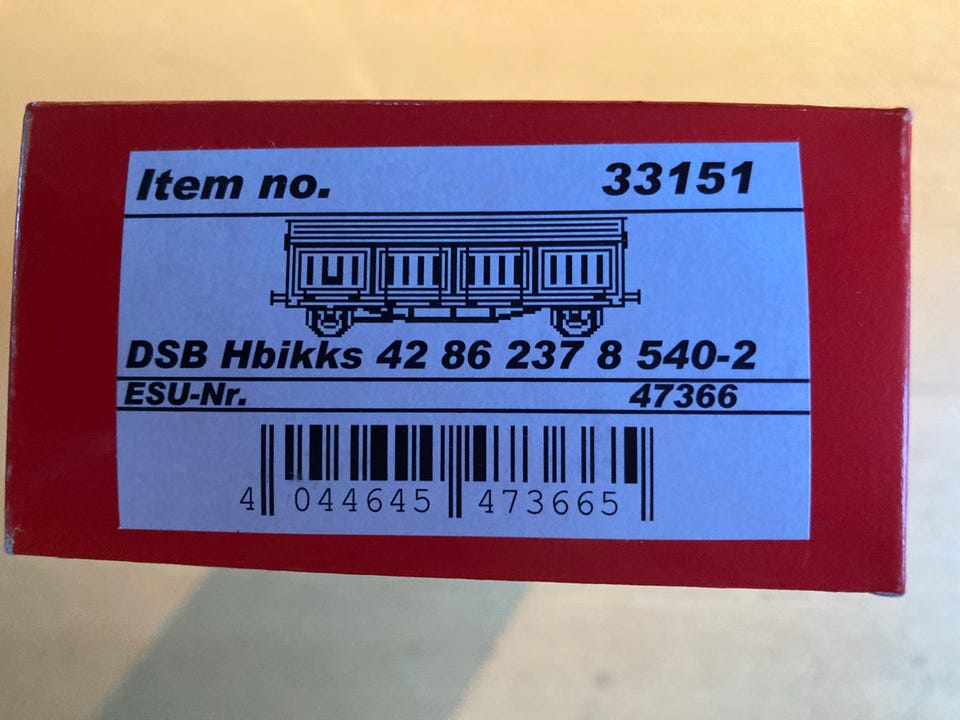 Item no. 33151
DSB Hbikks 42 86 237 8 540-2
ESU-Nr. 47366
4 044645 473665